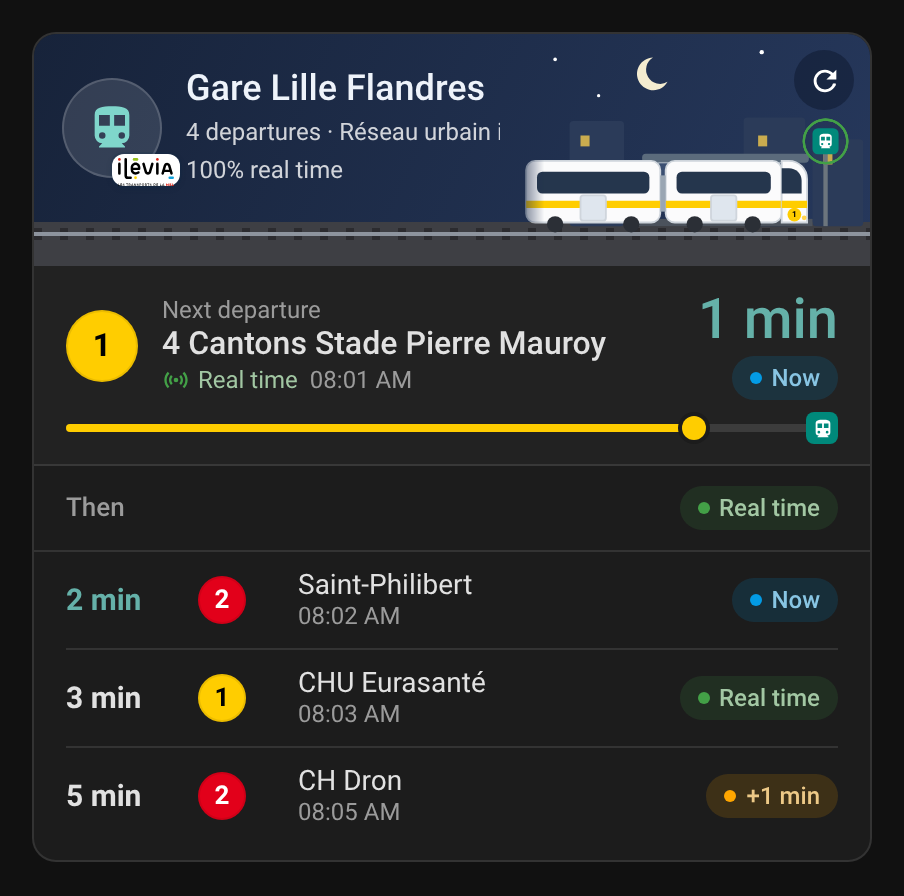 Gare Lille Flandres
4 departures · Réseau urbain
ilévia
100% real time
1
Next departure
1
4 Cantons Stade Pierre Mauroy
Real time 08:01 AM
1 min
Now
Then
Real time
2 min
2
Saint-Philibert
08:02 AM
Now
3 min
1
CHU Eurasanté
08:03 AM
Real time
5 min
2
CH Dron
08:05 AM
+1 min